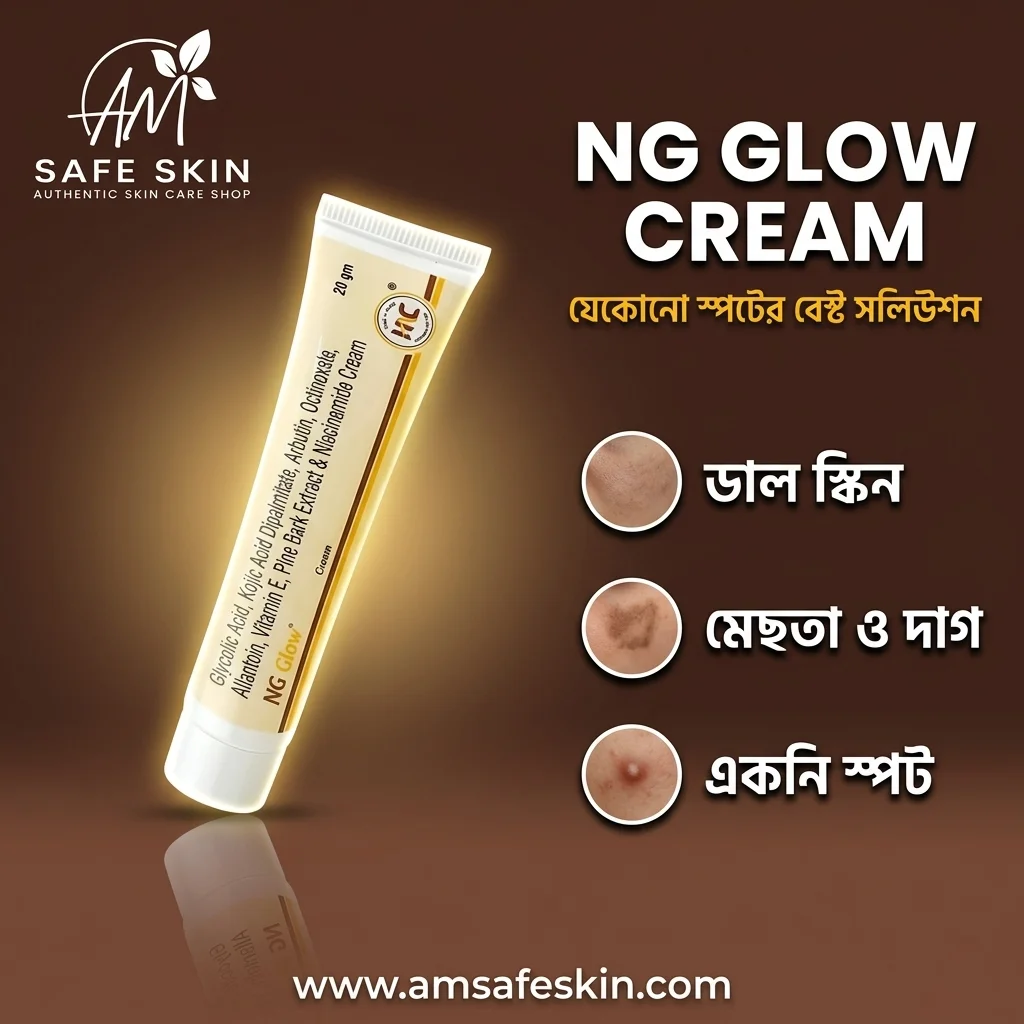 AM
SAFE SKIN
AUTHENTIC SKIN CARE SHOP
NG GLOW
CREAM
যেকোনো স্পটের বেস্ট সলিউশন
20 gm
Glycolic Acid, Kojic Acid Dipalmitate, Arbutin, Octinoxate,
Allantoin, Vitamin E, Pine Bark Extract & Niacinamide Cream
Cream
NG Glow
ডাল স্কিন
মেছতা ও দাগ
একনি স্পট
www.amsafeskin.com